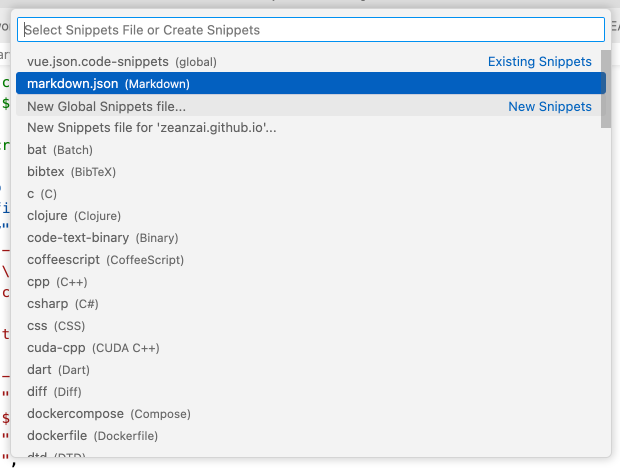 Select Snippets File or Create Snippets
vue.json.code-snippets (global) Existing Snippets
markdown.json (Markdown)
New Global Snippets file... New Snippets
New Snippets file for 'zeanzai.github.io'...
bat (Batch)
bibtex (BibTeX)
c (C)
clojure (Clojure)
code-text-binary (Binary)
coffeescript (CoffeeScript)
cpp (C++)
csharp (C#)
css (CSS)
cuda-cpp (CUDA C++)
dart (Dart)
diff (Diff)
dockercompose (Compose)
dockerfile (Dockerfile)
dtd (DTD)